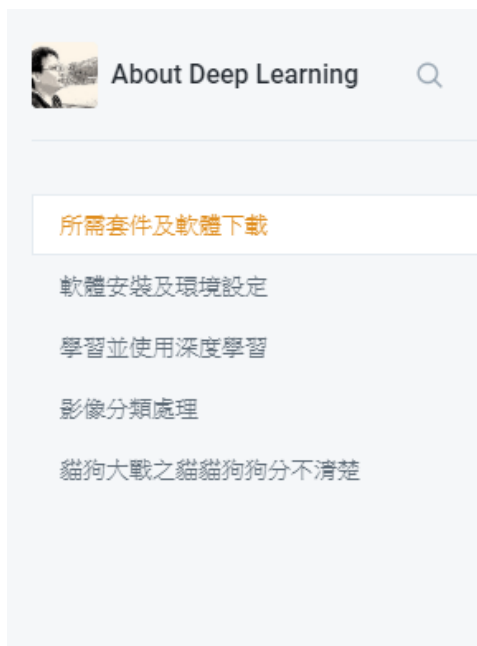 About Deep Learning
所需套件及軟體下載
軟體安裝及環境設定
學習並使用深度學習
影像分類處理
貓狗大戰之貓貓狗狗分不清楚